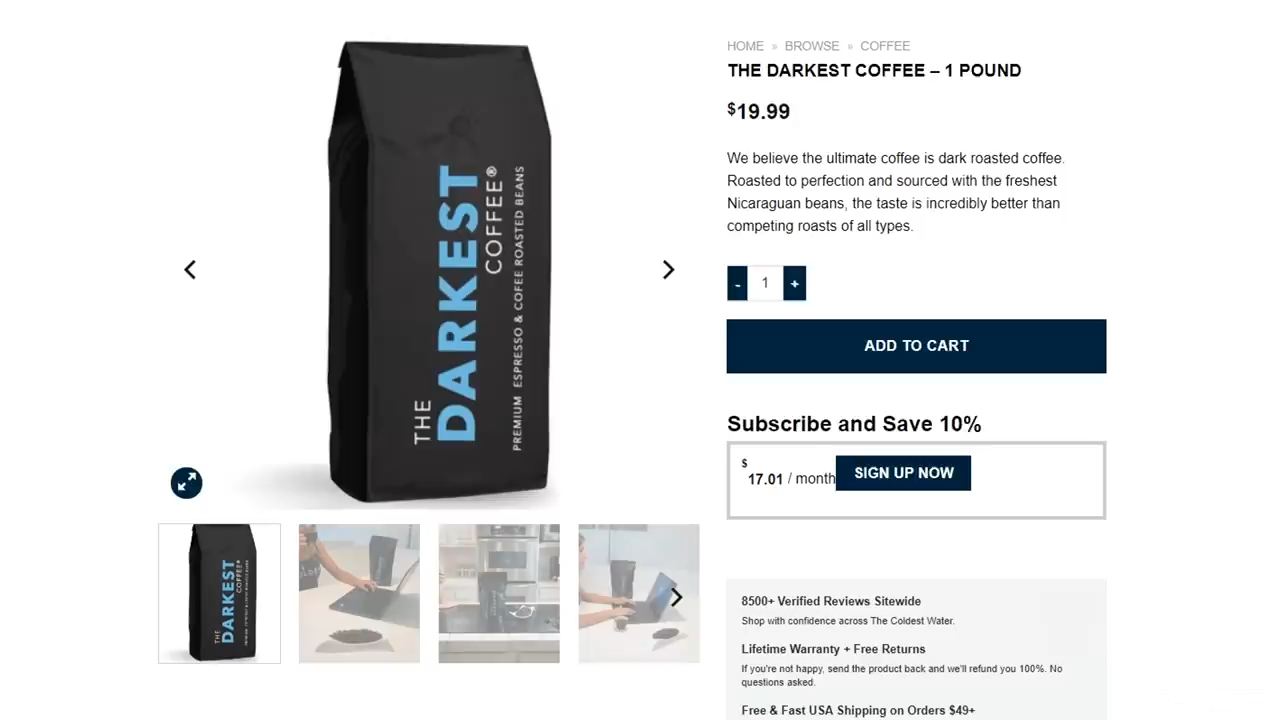 HOME » BROWSE » COFFEE
THE DARKEST COFFEE – 1 POUND
$19.99
We believe the ultimate coffee is dark roasted coffee.
Roasted to perfection and sourced with the freshest
Nicaraguan beans, the taste is incredibly better than
competing roasts of all types.
- 1 +
ADD TO CART
Subscribe and Save 10%
$17.01 / month SIGN UP NOW
8500+ Verified Reviews Sitewide
Shop with confidence across The Coldest Water.
Lifetime Warranty + Free Returns
If you're not happy, send the product back and we'll refund you 100%. No
questions asked.
Free & Fast USA Shipping on Orders $49+
THE
DARKEST
COFFEE®
PREMIUM ESPRESSO & COFEE ROASTED BEANS
THE
DARKEST
COFFEE®